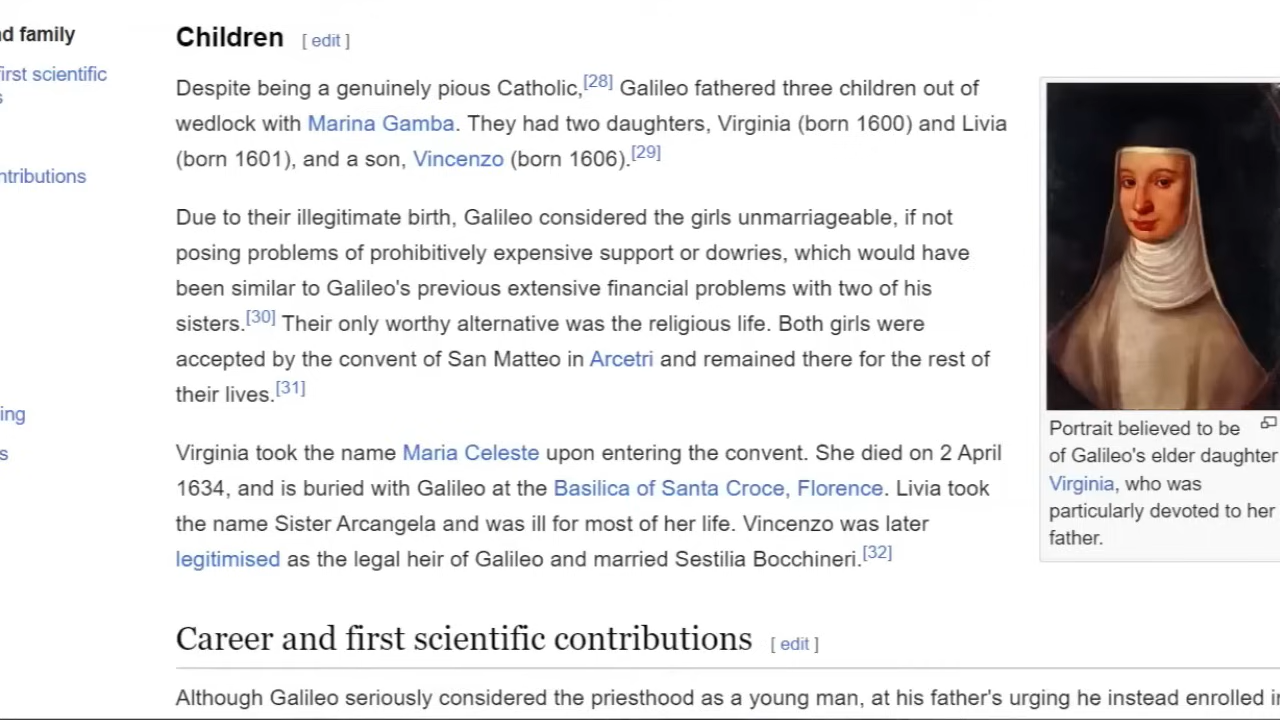 d family
irst scientific
s
ntributions
ing
s
Children [ edit ]
Despite being a genuinely pious Catholic,[28] Galileo fathered three children out of
wedlock with Marina Gamba. They had two daughters, Virginia (born 1600) and Livia
(born 1601), and a son, Vincenzo (born 1606).[29]
Due to their illegitimate birth, Galileo considered the girls unmarriageable, if not
posing problems of prohibitively expensive support or dowries, which would have
been similar to Galileo's previous extensive financial problems with two of his
sisters.[30] Their only worthy alternative was the religious life. Both girls were
accepted by the convent of San Matteo in Arcetri and remained there for the rest of
their lives.[31]
Virginia took the name Maria Celeste upon entering the convent. She died on 2 April
1634, and is buried with Galileo at the Basilica of Santa Croce, Florence. Livia took
the name Sister Arcangela and was ill for most of her life. Vincenzo was later
legitimised as the legal heir of Galileo and married Sestilia Bocchineri.[32]
Portrait believed to be
of Galileo's elder daughter
Virginia, who was
particularly devoted to her
father.
Career and first scientific contributions [ edit ]
Although Galileo seriously considered the priesthood as a young man, at his father's urging he instead enrolled i